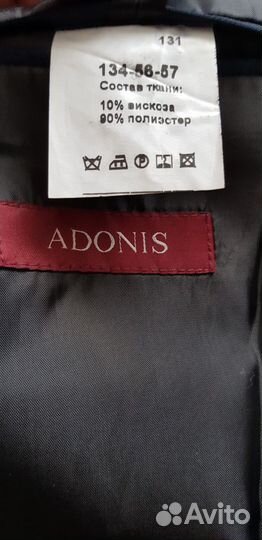 131
134-56-57
Состав ткани:
10% вискоза
90% полиэстер
ADONIS
Avito